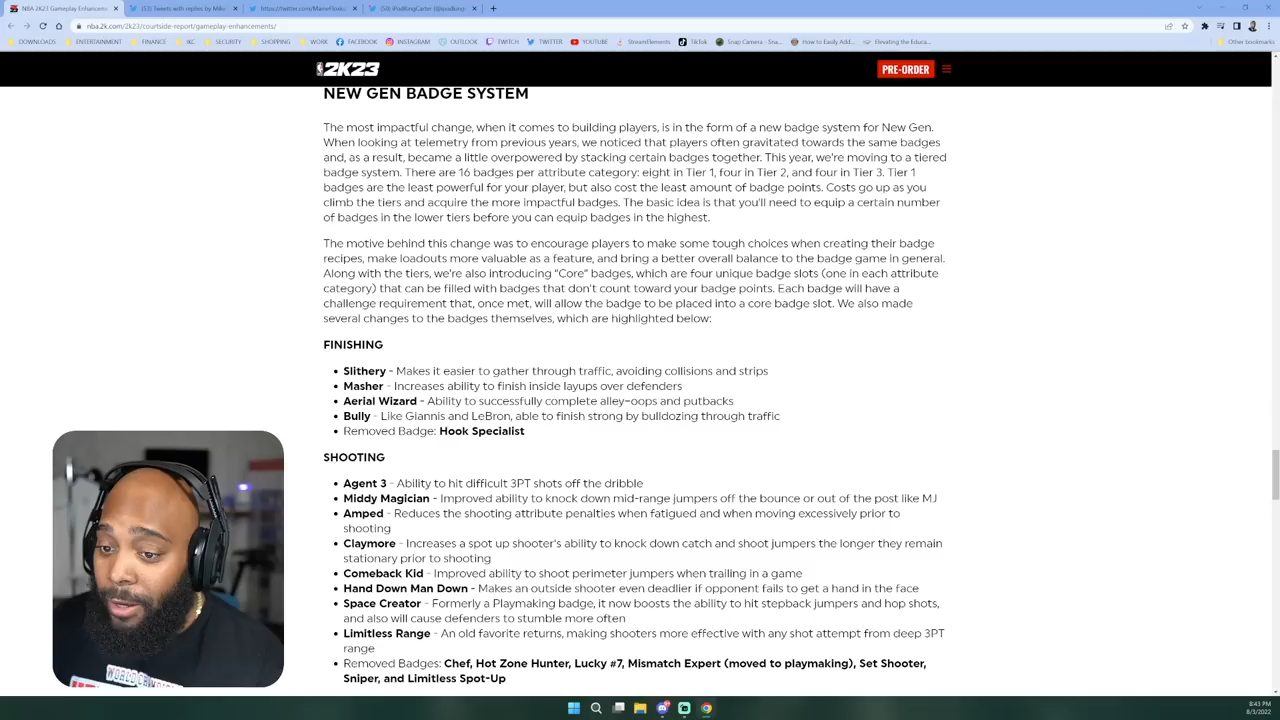 NBA 2K23 Gameplay Enhancem
(53) Tweets with replies by Mike
https://twitter.com/
(50) iPodKingCarter (@ipodking
nba.2k.com/2k23/courtside-report/gameplay-enhancements/
DOWNLOADS ENTERTAINMENT FINANCE IKC SECURITY SHOPPING WORK FACEBOOK INSTAGRAM OUTLOOK TWITCH TWITTER YOUTUBE StreamElements TikTok Snap Camera - Sna... How to Easily Add... Elevating the Educa... Other bookmarks
2K23
PRE-ORDER
NEW GEN BADGE SYSTEM
The most impactful change, when it comes to building players, is in the form of a new badge system for New Gen.
When looking at telemetry from previous years, we noticed that players often gravitated towards the same badges
and, as a result, became a little overpowered by stacking certain badges together. This year, we're moving to a tiered
badge system. There are 16 badges per attribute category: eight in Tier 1, four in Tier 2, and four in Tier 3. Tier 1
badges are the least powerful for your player, but also cost the least amount of badge points. Costs go up as you
climb the tiers and acquire the more impactful badges. The basic idea is that you'll need to equip a certain number
of badges in the lower tiers before you can equip badges in the highest.
The motive behind this change was to encourage players to make some tough choices when creating their badge
recipes, make loadouts more valuable as a feature, and bring a better overall balance to the badge game in general.
Along with the tiers, we're also introducing "Core" badges, which are four unique badge slots (one in each attribute
category) that can be filled with badges that don't count toward your badge points. Each badge will have a
challenge requirement that, once met, will allow the badge to be placed into a core badge slot. We also made
several changes to the badges themselves, which are highlighted below:
FINISHING
• Slithery - Makes it easier to gather through traffic, avoiding collisions and strips
• Masher - Increases ability to finish inside layups over defenders
• Aerial Wizard - Ability to successfully complete alley-oops and putbacks
• Bully - Like Giannis and LeBron, able to finish strong by bulldozing through traffic
• Removed Badge: Hook Specialist
SHOOTING
• Agent 3 - Ability to hit difficult 3PT shots off the dribble
• Middy Magician - Improved ability to knock down mid-range jumpers off the bounce or out of the post like MJ
• Amped - Reduces the shooting attribute penalties when fatigued and when moving excessively prior to
shooting
• Claymore - Increases a spot up shooter's ability to knock down catch and shoot jumpers the longer they remain
stationary prior to shooting
• Comeback Kid - Improved ability to shoot perimeter jumpers when trailing in a game
• Hand Down Man Down - Makes an outside shooter even deadlier if opponent fails to get a hand in the face
• Space Creator - Formerly a Playmaking badge, it now boosts the ability to hit stepback jumpers and hop shots,
and also will cause defenders to stumble more often
• Limitless Range - An old favorite returns, making shooters more effective with any shot attempt from deep 3PT
range
• Removed Badges: Chef, Hot Zone Hunter, Lucky #7, Mismatch Expert (moved to playmaking), Set Shooter,
Sniper, and Limitless Spot-Up
8:43 PM
8/3/2022